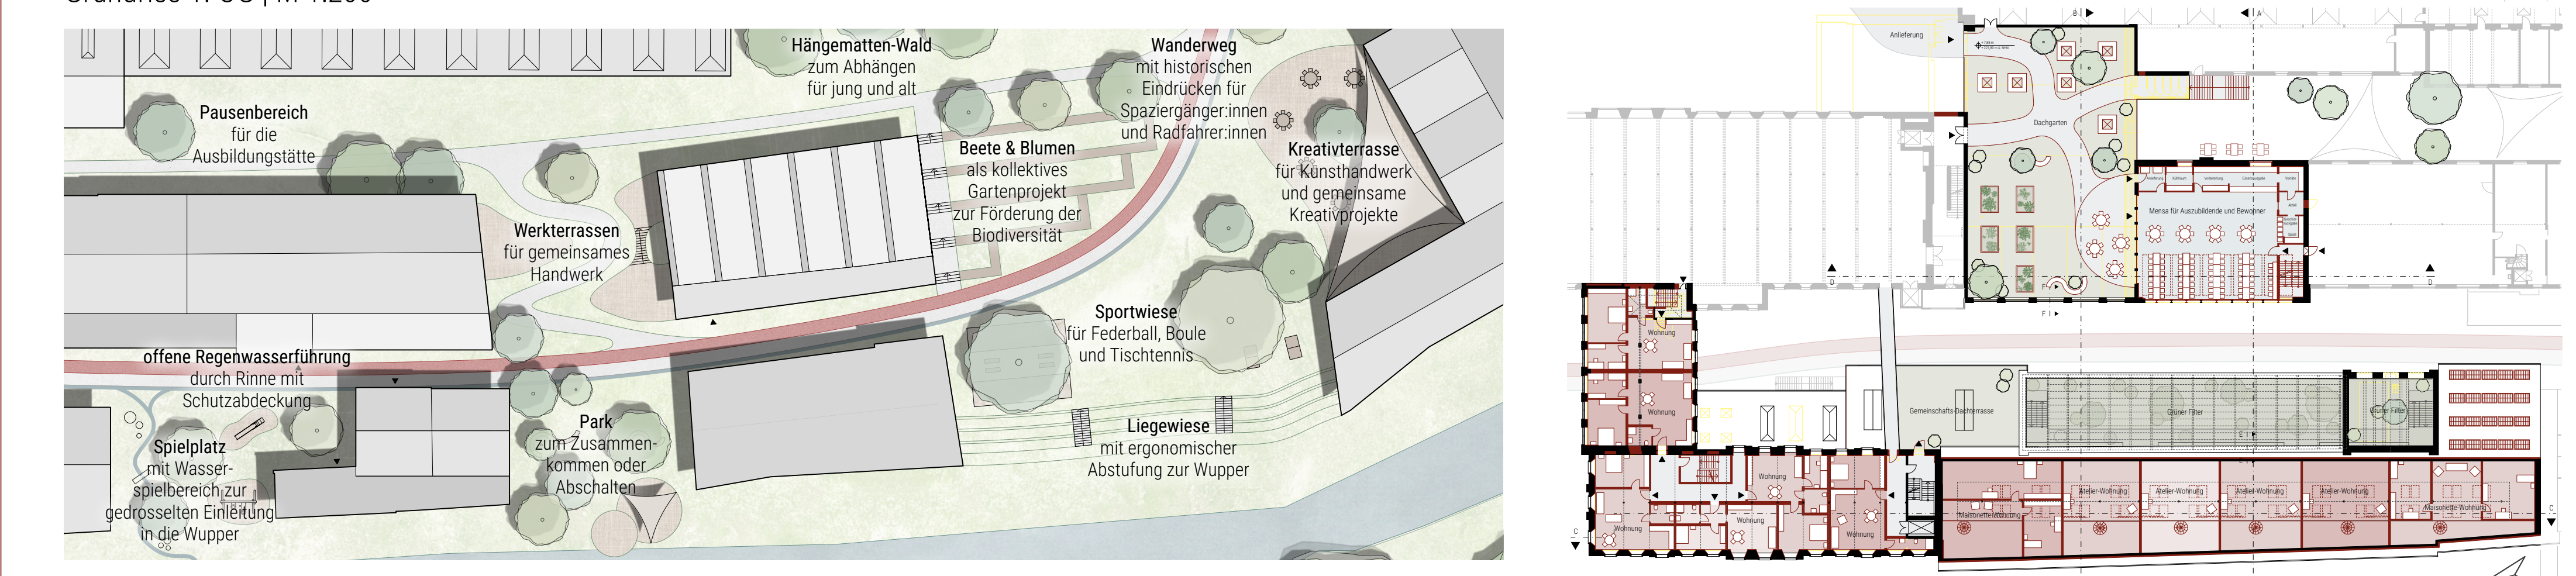 Hängematten-Wald
zum Abhängen
für jung und alt
Wanderweg
mit historischen
Eindrücken für
Spaziergänger:innen
und Radfahrer:innen
Pausenbereich
für die
Ausbildungstätte
Beete & Blumen
als kollektives
Gartenprojekt
zur Förderung der
Biodiversität
Kreativterrasse
für Kunsthandwerk
und gemeinsame
Kreativprojekte
Werkterrassen
für gemeinsames
Handwerk
Sportwiese
für Federball, Boule
und Tischtennis
offene Regenwasserführung
durch Rinne mit
Schutzabdeckung
Park
zum Zusammen-
kommen oder
Abschalten
Liegewiese
mit ergonomischer
Abstufung zur Wupper
Spielplatz
mit Wasser-
spielbereich zur
gedrosselten Einleitung
in die Wupper
B
A
Anlieferung
Dachgarten
Mensa für Auszubildende und Bewohner
D
D
F
F
Wohnung
Wohnung
Gemeinschafts-Dachterrasse
Grüner Filter
Grüner Filter
E
Wohnung
Wohnung
Wohnung
Wohnung
Maisonette-Wohnung
Atelier-Wohnung
Atelier-Wohnung
Atelier-Wohnung
Atelier-Wohnung
Maisonette-Wohnung
C
C